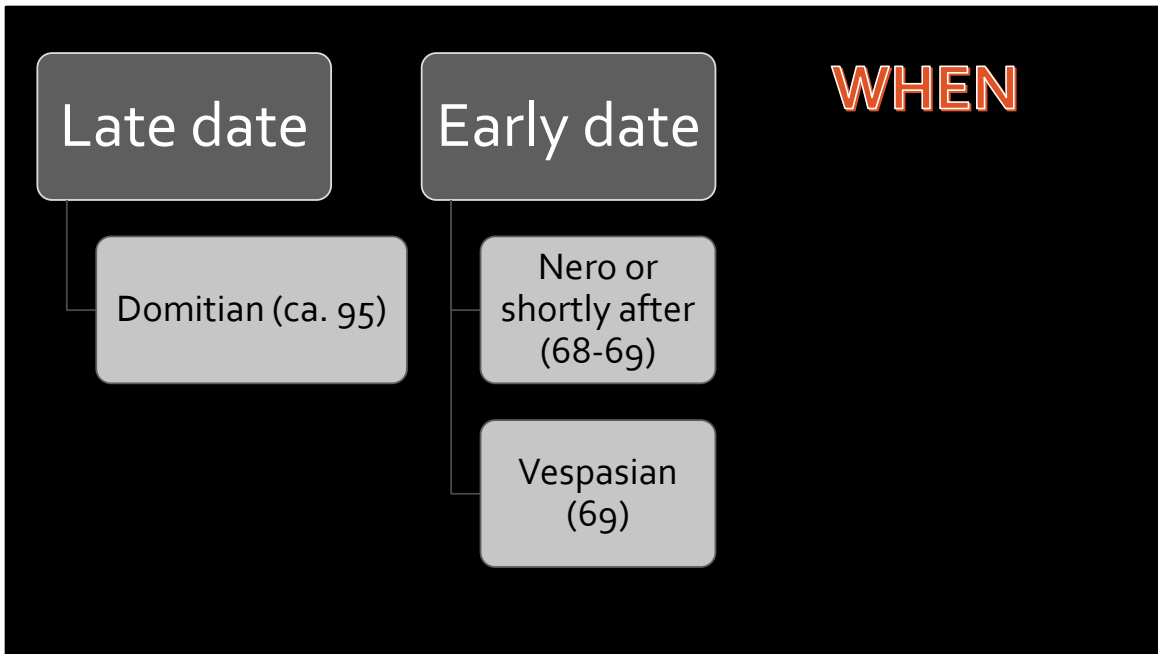 Late date
Domitian (ca. 95)
Early date
Nero or
shortly after
(68-69)
Vespasian
(69)
WHEN